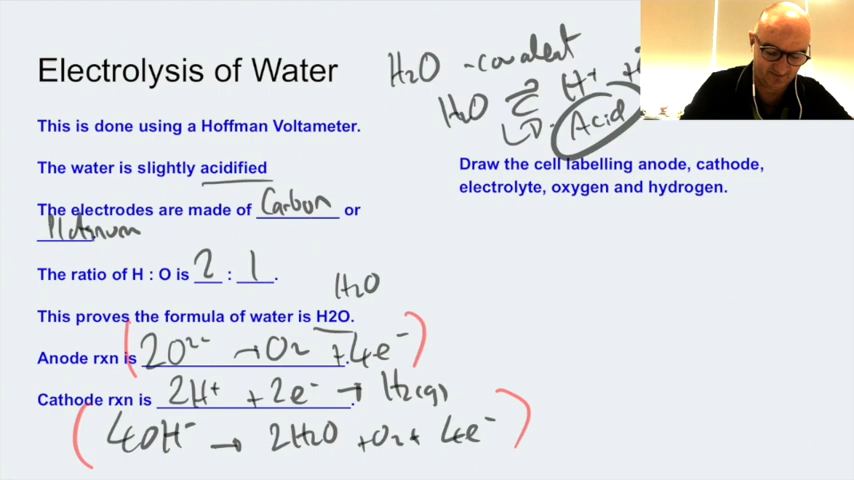 Electrolysis of Water
This is done using a Hoffman Voltameter.
The water is slightly acidified
The electrodes are made of Carbon or
Platinum.
The ratio of H : O is 2 : 1.
H2O
This proves the formula of water is H2O.
Anode rxn is 2O²⁻ → O2 + 4e⁻.
Cathode rxn is 2H⁺ + 2e⁻ → H2(g).
4OH⁻ → 2H2O + O2 + 4e⁻
H2O - covalent
H2O ⇌ H⁺ +
Acid
Draw the cell labelling anode, cathode,
electrolyte, oxygen and hydrogen.